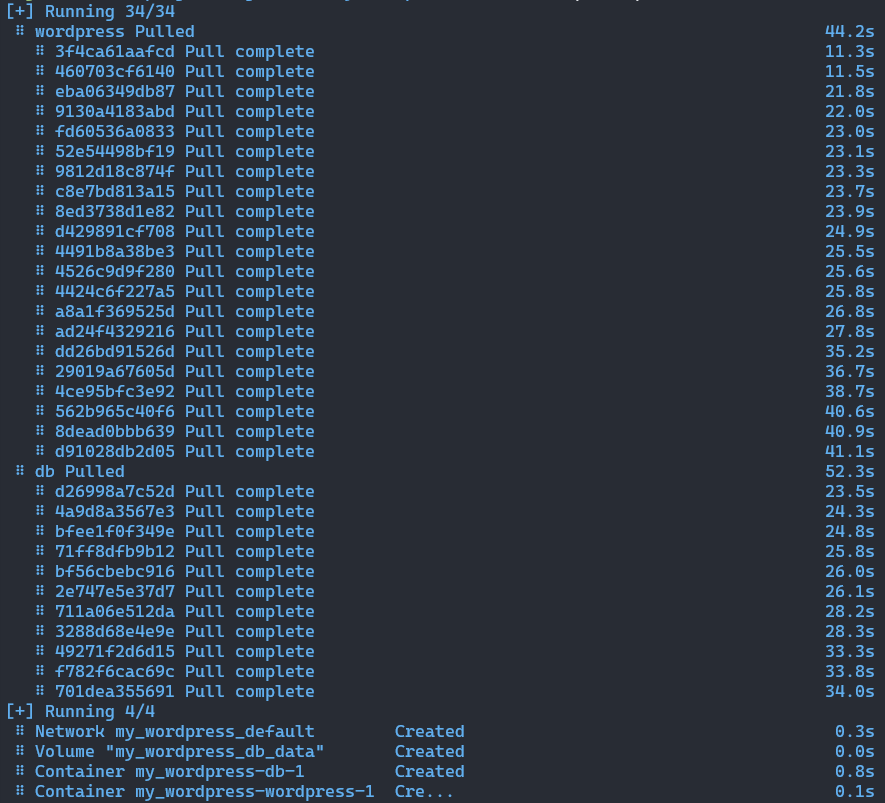 [+] Running 34/34
⠿ wordpress Pulled 44.2s
⠿ 3f4ca61aafcd Pull complete 11.3s
⠿ 460703cf6140 Pull complete 11.5s
⠿ eba06349db87 Pull complete 21.8s
⠿ 9130a4183abd Pull complete 22.0s
⠿ fd60536a0833 Pull complete 23.0s
⠿ 52e54498bf19 Pull complete 23.1s
⠿ 9812d18c874f Pull complete 23.3s
⠿ c8e7bd813a15 Pull complete 23.7s
⠿ 8ed3738d1e82 Pull complete 23.9s
⠿ d429891cf708 Pull complete 24.9s
⠿ 4491b8a38be3 Pull complete 25.5s
⠿ 4526c9d9f280 Pull complete 25.6s
⠿ 4424c6f227a5 Pull complete 25.8s
⠿ a8a1f369525d Pull complete 26.8s
⠿ ad24f4329216 Pull complete 27.8s
⠿ dd26bd91526d Pull complete 35.2s
⠿ 29019a67605d Pull complete 36.7s
⠿ 4ce95bfc3e92 Pull complete 38.7s
⠿ 562b965c40f6 Pull complete 40.6s
⠿ 8dead0bbb639 Pull complete 40.9s
⠿ d91028db2d05 Pull complete 41.1s
⠿ db Pulled 52.3s
⠿ d26998a7c52d Pull complete 23.5s
⠿ 4a9d8a3567e3 Pull complete 24.3s
⠿ bfee1f0f349e Pull complete 24.8s
⠿ 71ff8dfb9b12 Pull complete 25.8s
⠿ bf56cbebc916 Pull complete 26.0s
⠿ 2e747e5e37d7 Pull complete 26.1s
⠿ 711a06e512da Pull complete 28.2s
⠿ 3288d68e4e9e Pull complete 28.3s
⠿ 49271f2d6d15 Pull complete 33.3s
⠿ f782f6cac69c Pull complete 33.8s
⠿ 701dea355691 Pull complete 34.0s
[+] Running 4/4
⠿ Network my_wordpress_default Created 0.3s
⠿ Volume "my_wordpress_db_data" Created 0.0s
⠿ Container my_wordpress-db-1 Created 0.8s
⠿ Container my_wordpress-wordpress-1 Cre... 0.1s